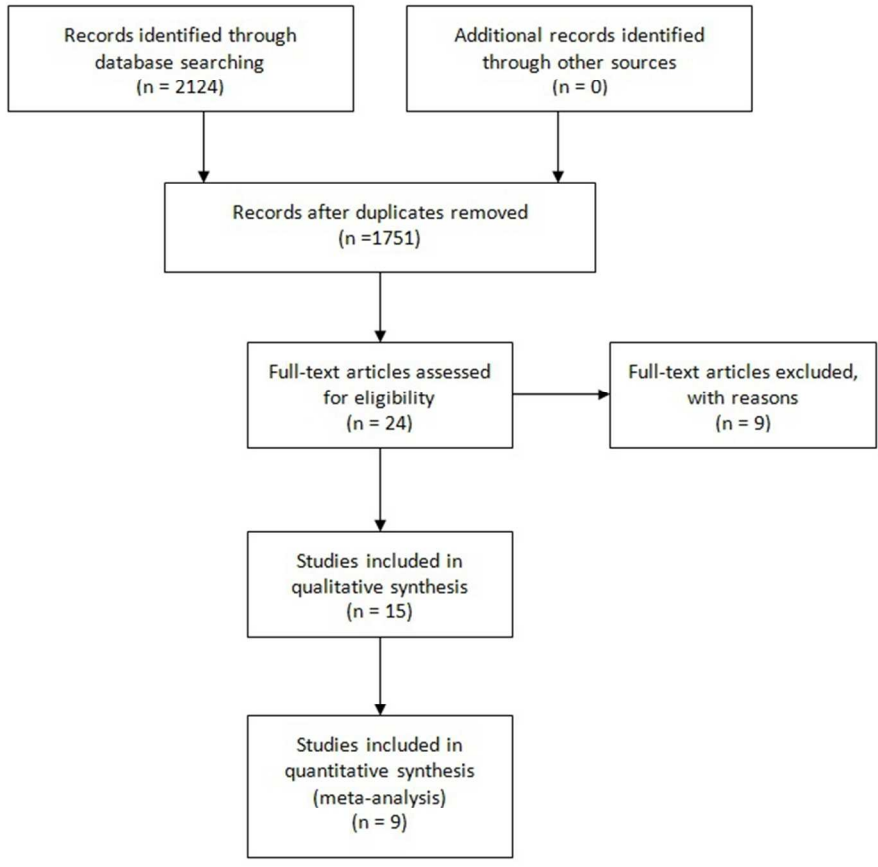 Records identified through
database searching
(n = 2124)
Additional records identified
through other sources
(n = 0)
Records after duplicates removed
(n =1751)
Full-text articles assessed
for eligibility
(n = 24)
Full-text articles excluded,
with reasons
(n = 9)
Studies included in
qualitative synthesis
(n = 15)
Studies included in
quantitative synthesis
(meta-analysis)
(n = 9)